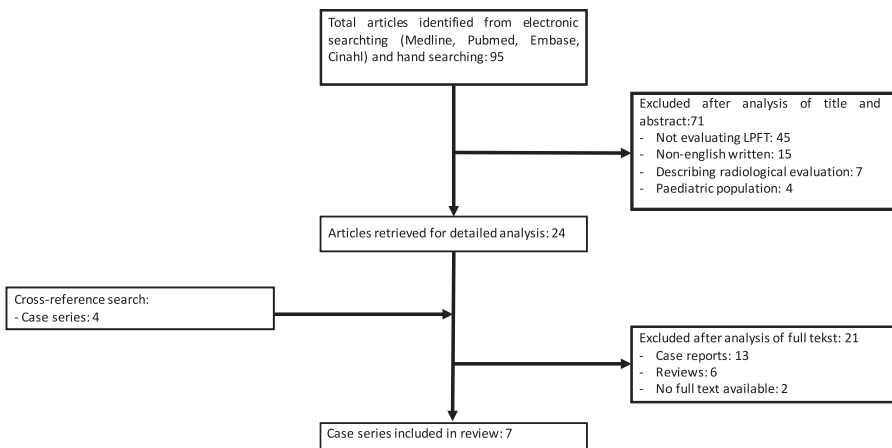 Total articles identified from electronic
searchting (Medline, Pubmed, Embase,
Cinahl) and hand searching: 95
Excluded after analysis of title and
abstract:71
- Not evaluating LPFT: 45
- Non-english written: 15
- Describing radiological evaluation: 7
- Paediatric population: 4
Articles retrieved for detailed analysis: 24
Cross-reference search:
- Case series: 4
Excluded after analysis of full tekst: 21
- Case reports: 13
- Reviews: 6
- No full text available: 2
Case series included in review: 7